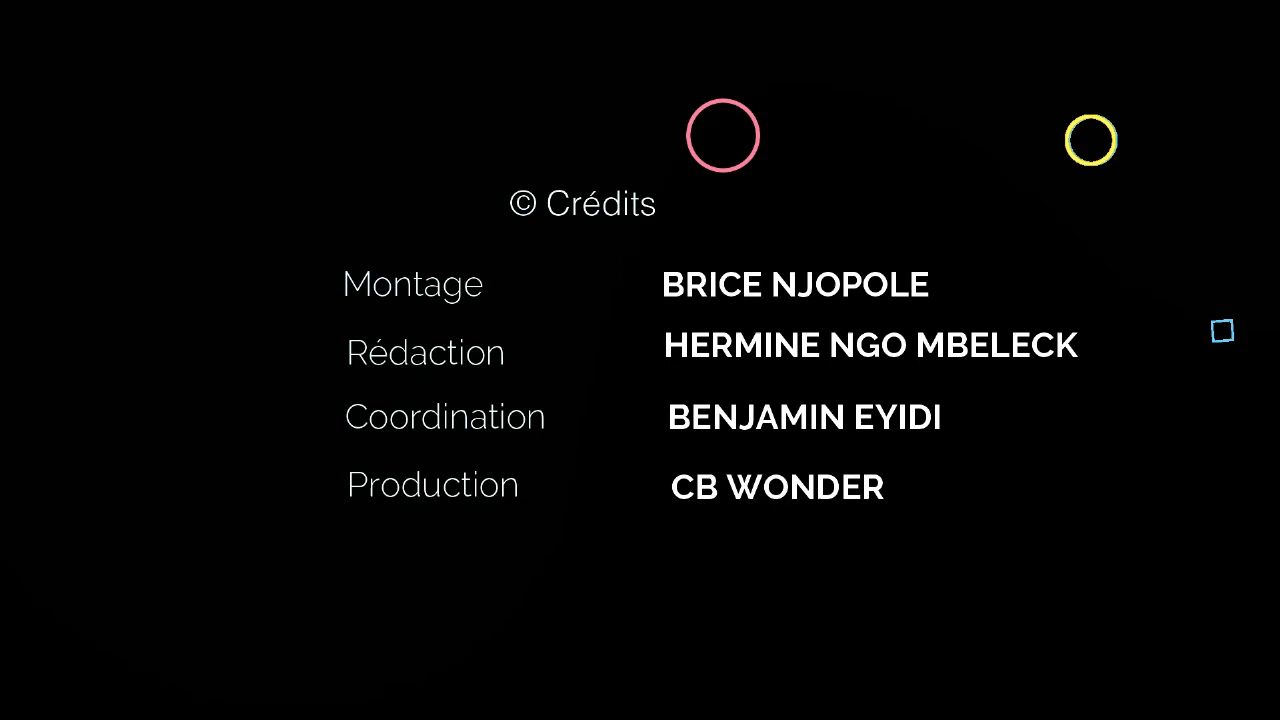 © Crédits
Montage BRICE NJOPOLE
Rédaction HERMINE NGO MBELECK
Coordination BENJAMIN EYIDI
Production CB WONDER